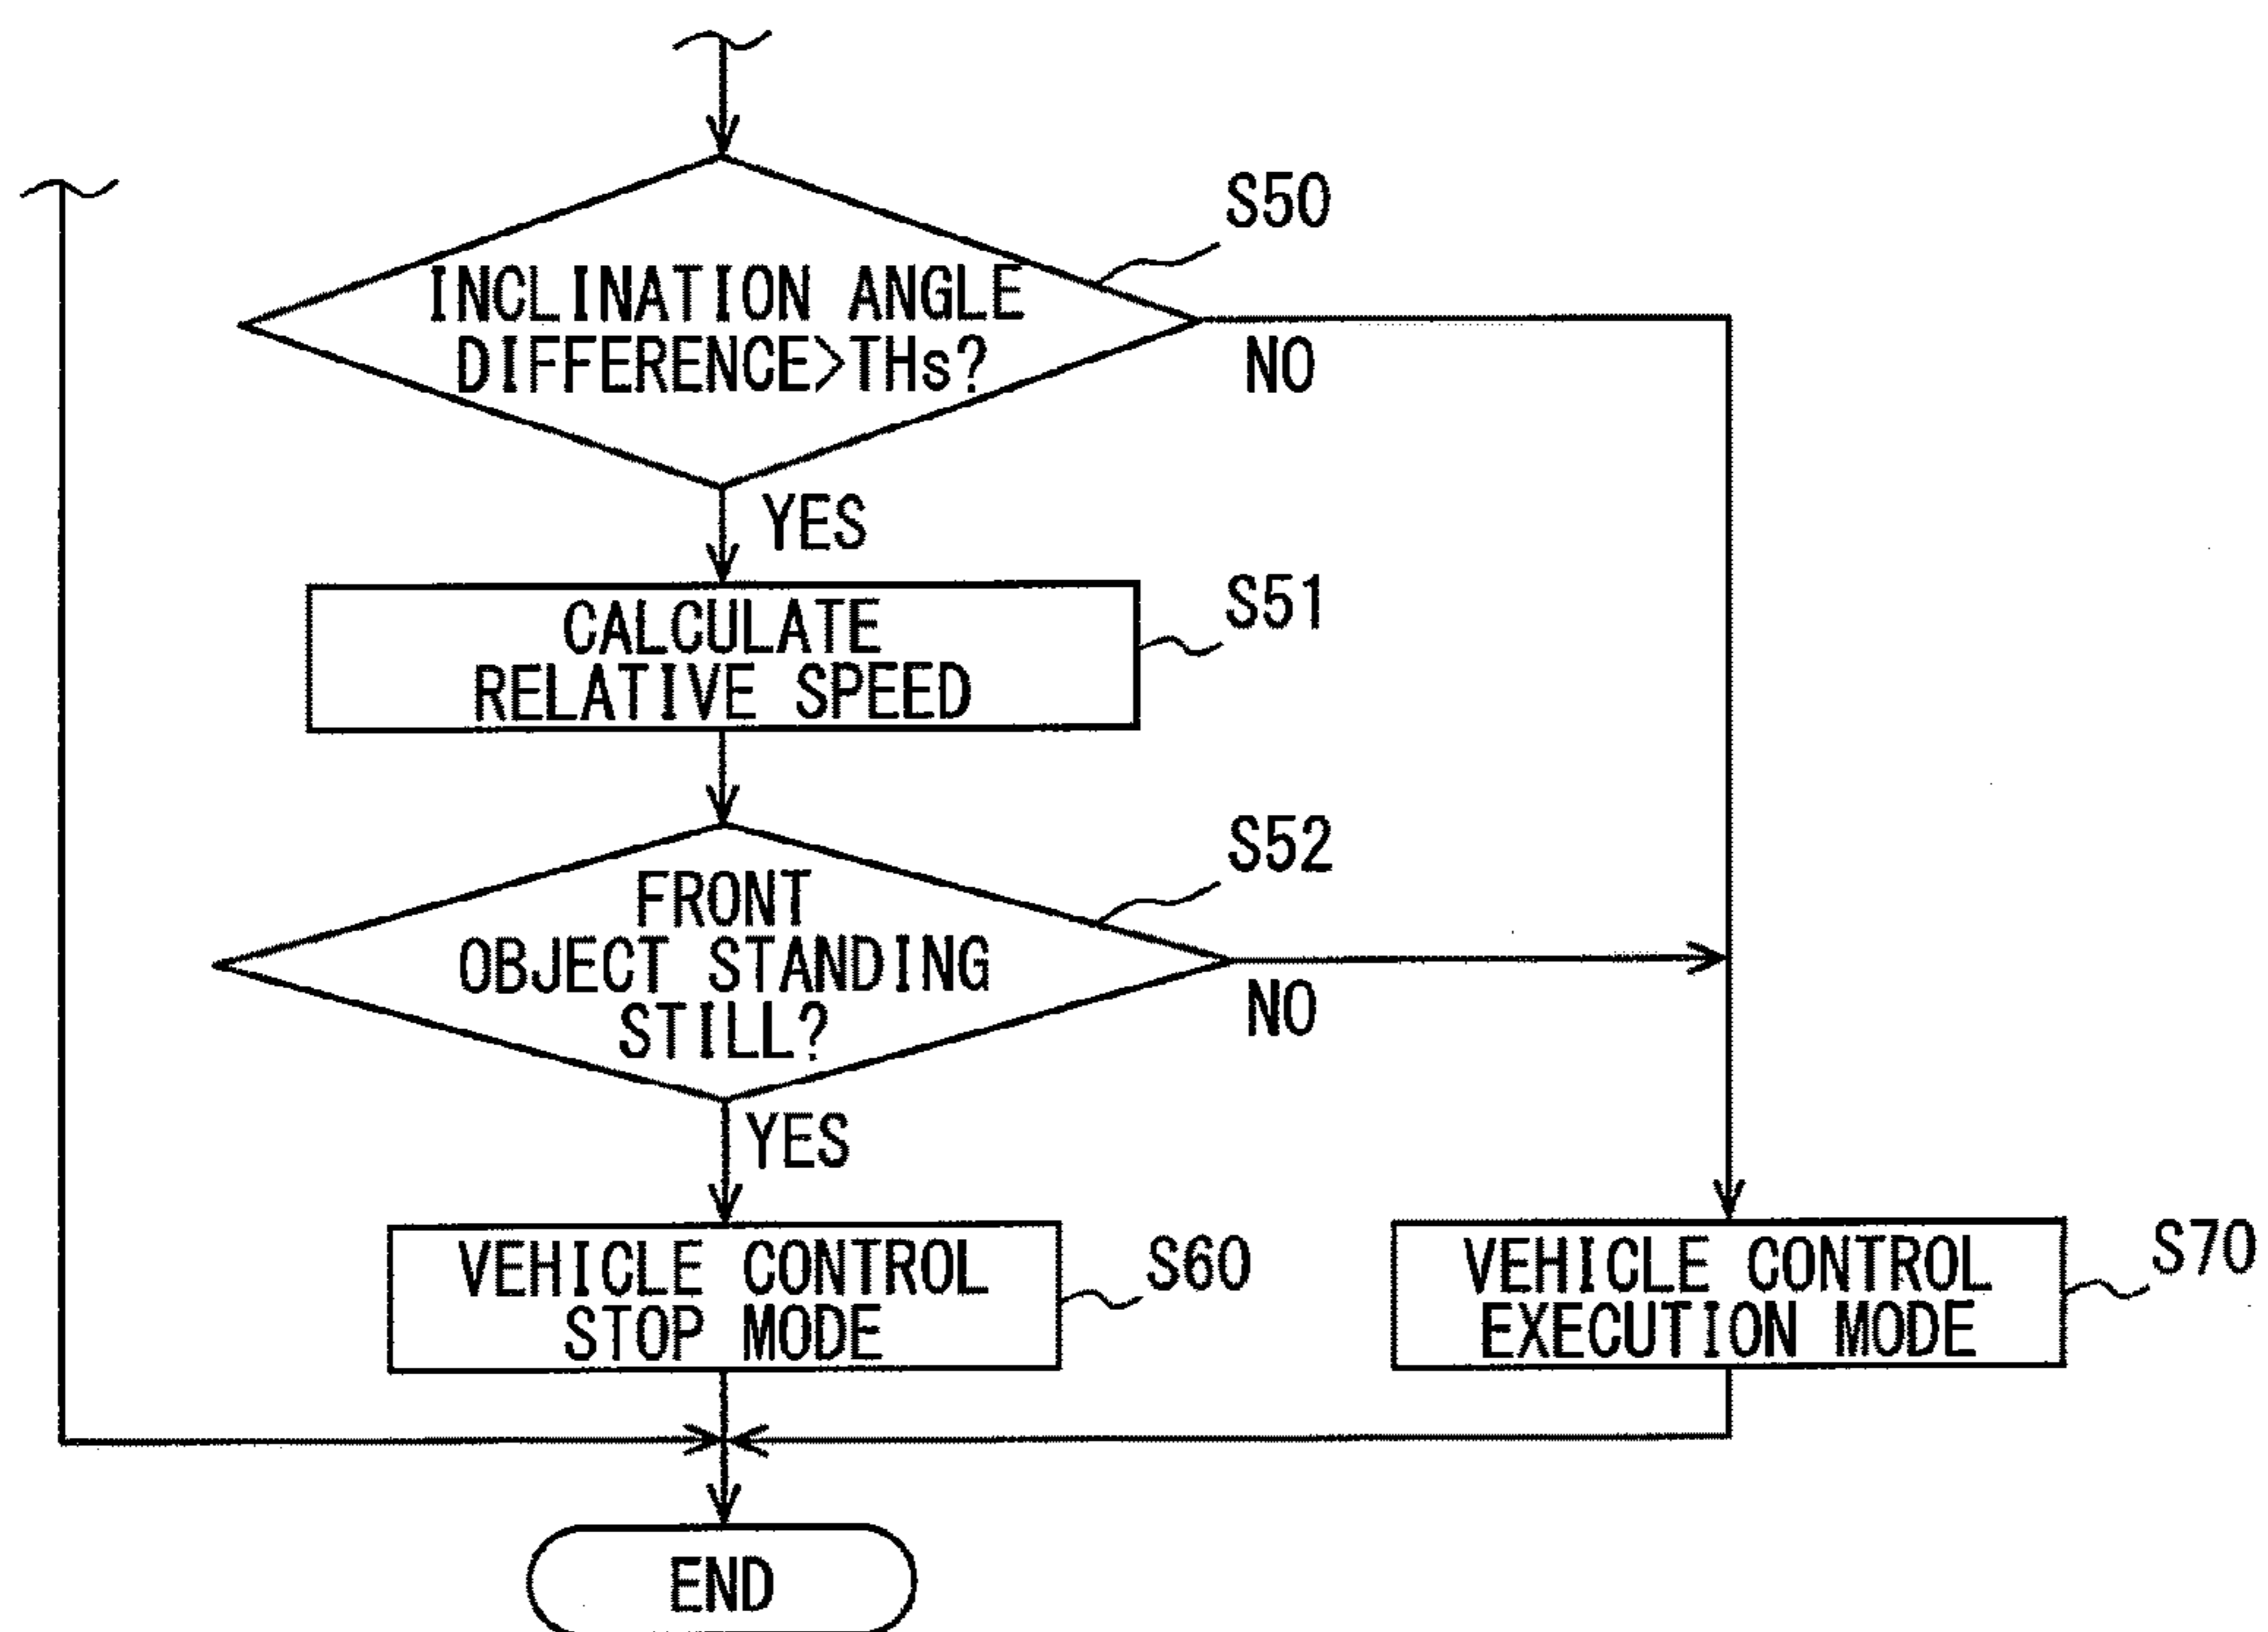 S50
INCLINATION ANGLE
DIFFERENCE>THs?
NO
YES
CALCULATE
RELATIVE SPEED
S51
FRONT
OBJECT STANDING
STILL?
S52
NO
YES
VEHICLE CONTROL
STOP MODE
S60
VEHICLE CONTROL
EXECUTION MODE
S70
END